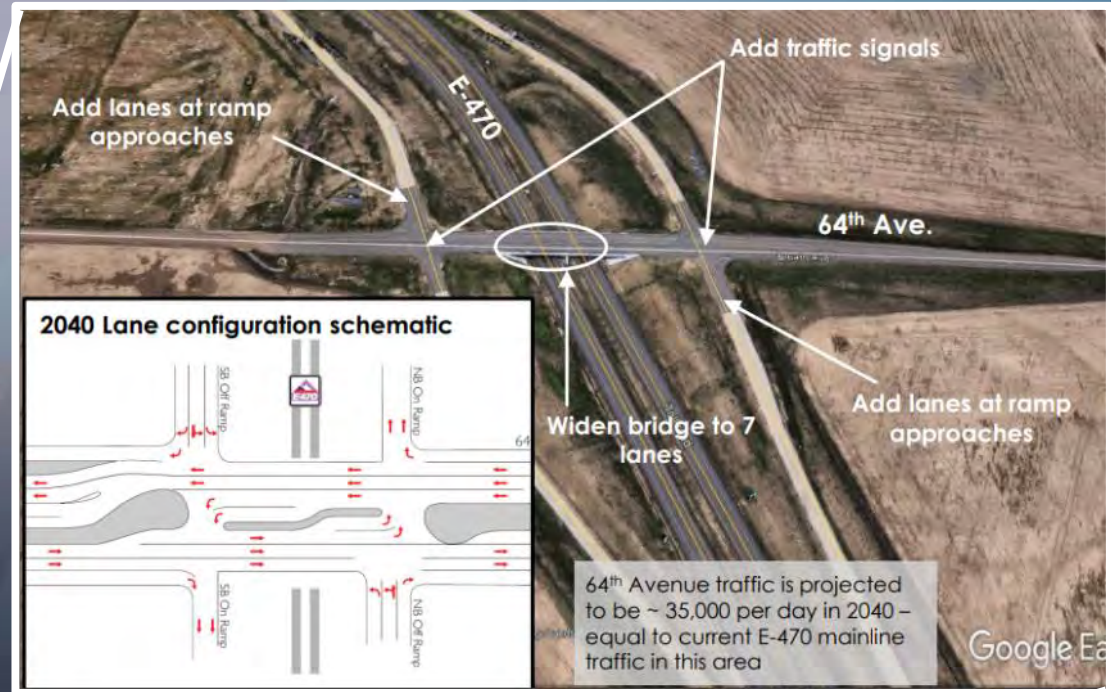 Add traffic signals
Add lanes at ramp
approaches
E-470
64th Ave.
2040 Lane configuration schematic
SB Off Ramp
NB On Ramp
E-470
64
Widen bridge to 7
lanes
Add lanes at ramp
approaches
SB On Ramp
NB Off Ramp
64th Avenue traffic is projected
to be ~ 35,000 per day in 2040 –
equal to current E-470 mainline
traffic in this area
Google Ea